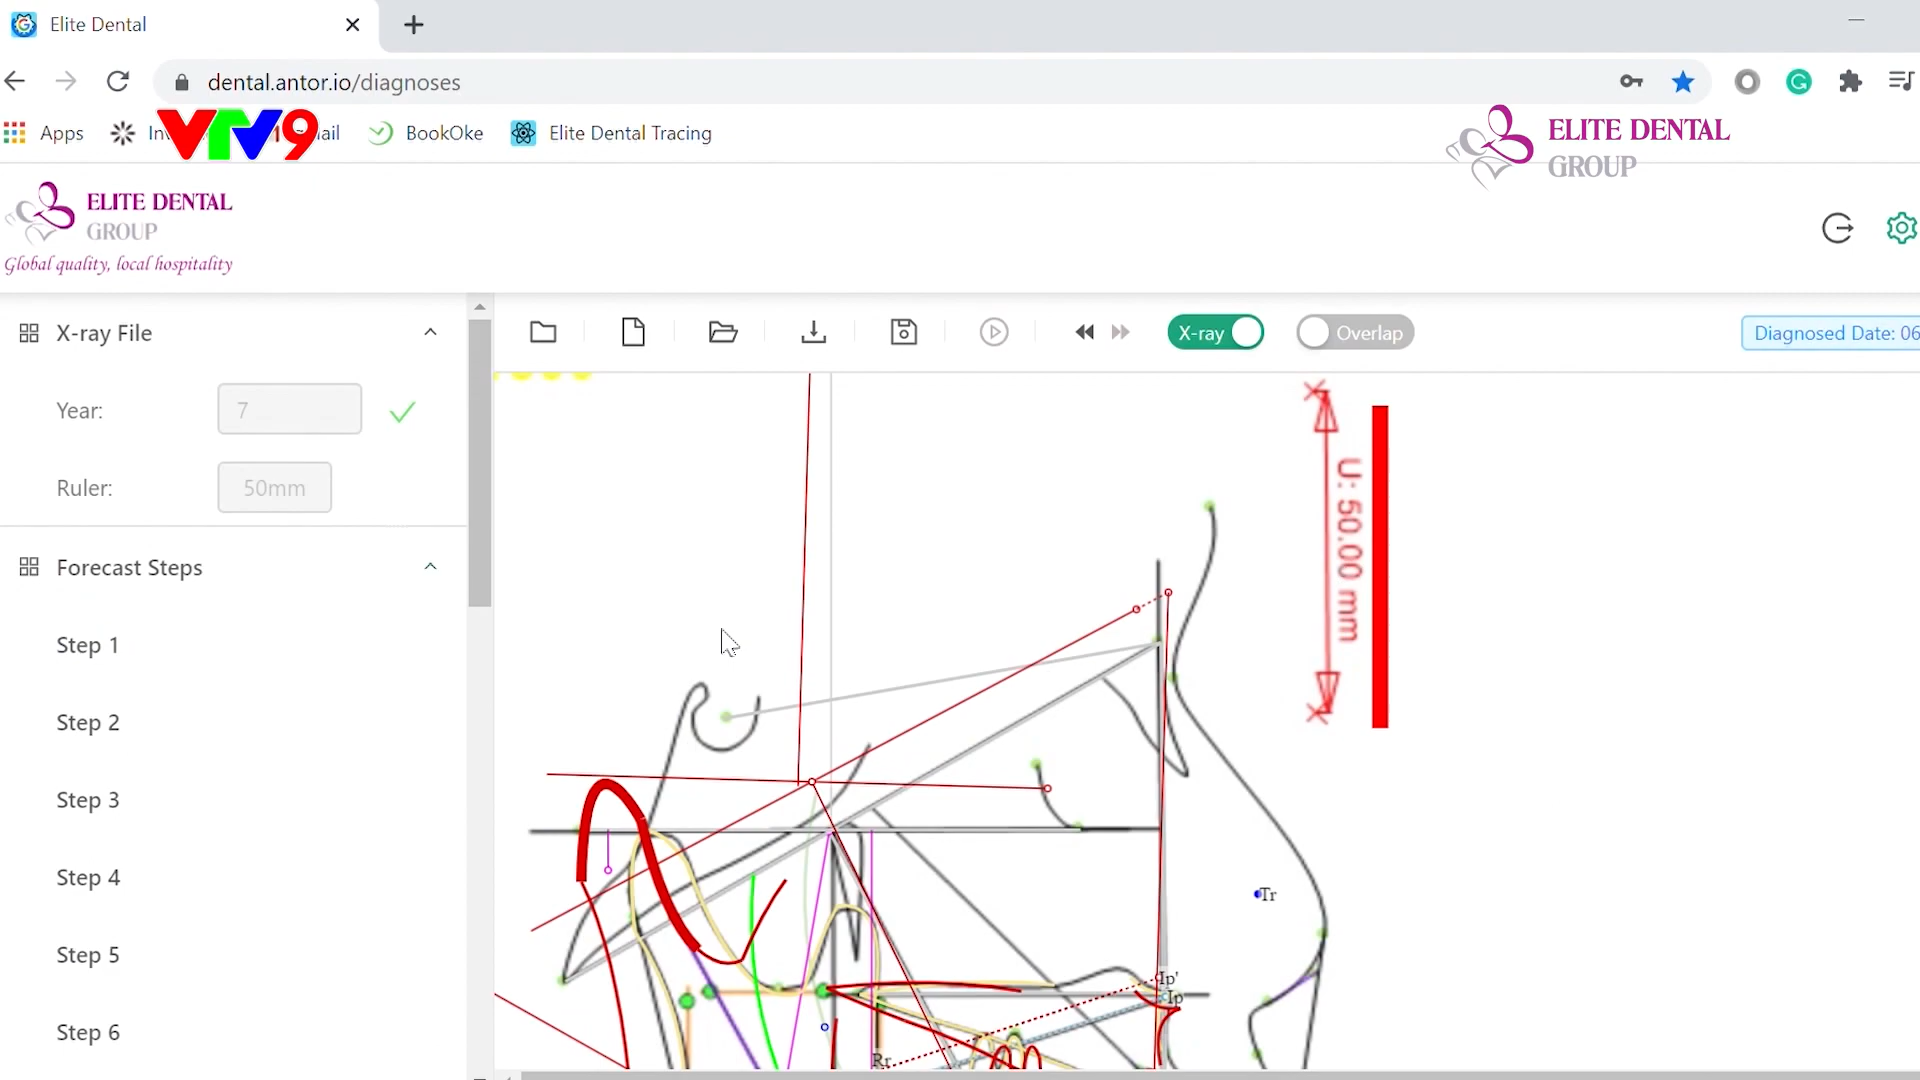 Elite Dental
dental.antor.io/diagnoses
Apps
VTV9
BookOke
Elite Dental Tracing
ELITE DENTAL
GROUP
ELITE DENTAL
GROUP
Global quality, local hospitality
X-ray File
Year:
7
Ruler:
50mm
Forecast Steps
Step 1
Step 2
Step 3
Step 4
Step 5
Step 6
X-ray
Overlap
Diagnosed Date: 06
U: 50.00 mm
Tr
Ip'
Ip
Rr